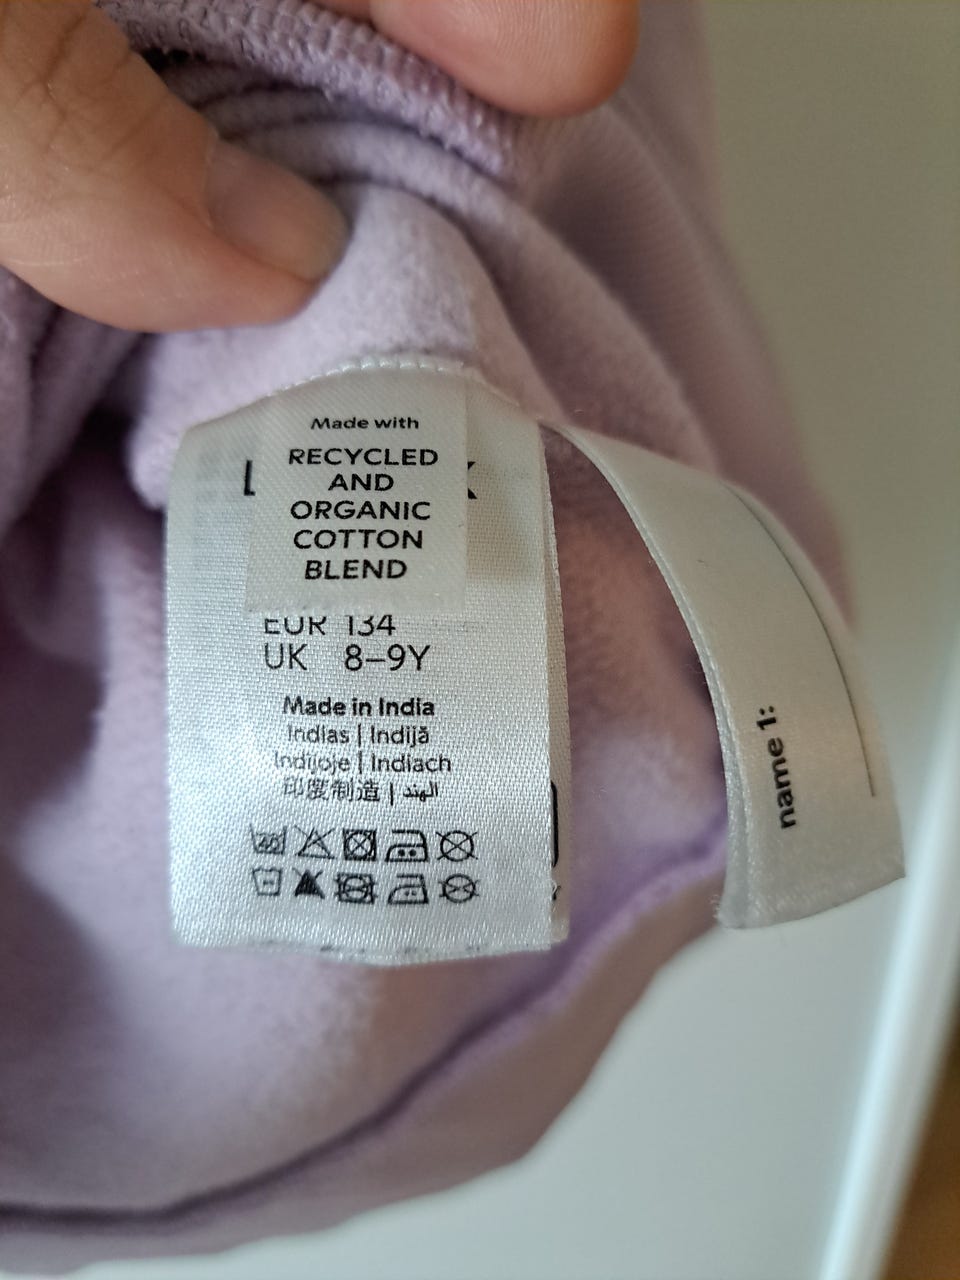 Made with
RECYCLED
AND
ORGANIC
COTTON
BLEND
EUR 134
UK 8–9Y
Made in India
Indias | Indijā
Indijoje | Indiach
印度制造 | الهند
40
name 1: